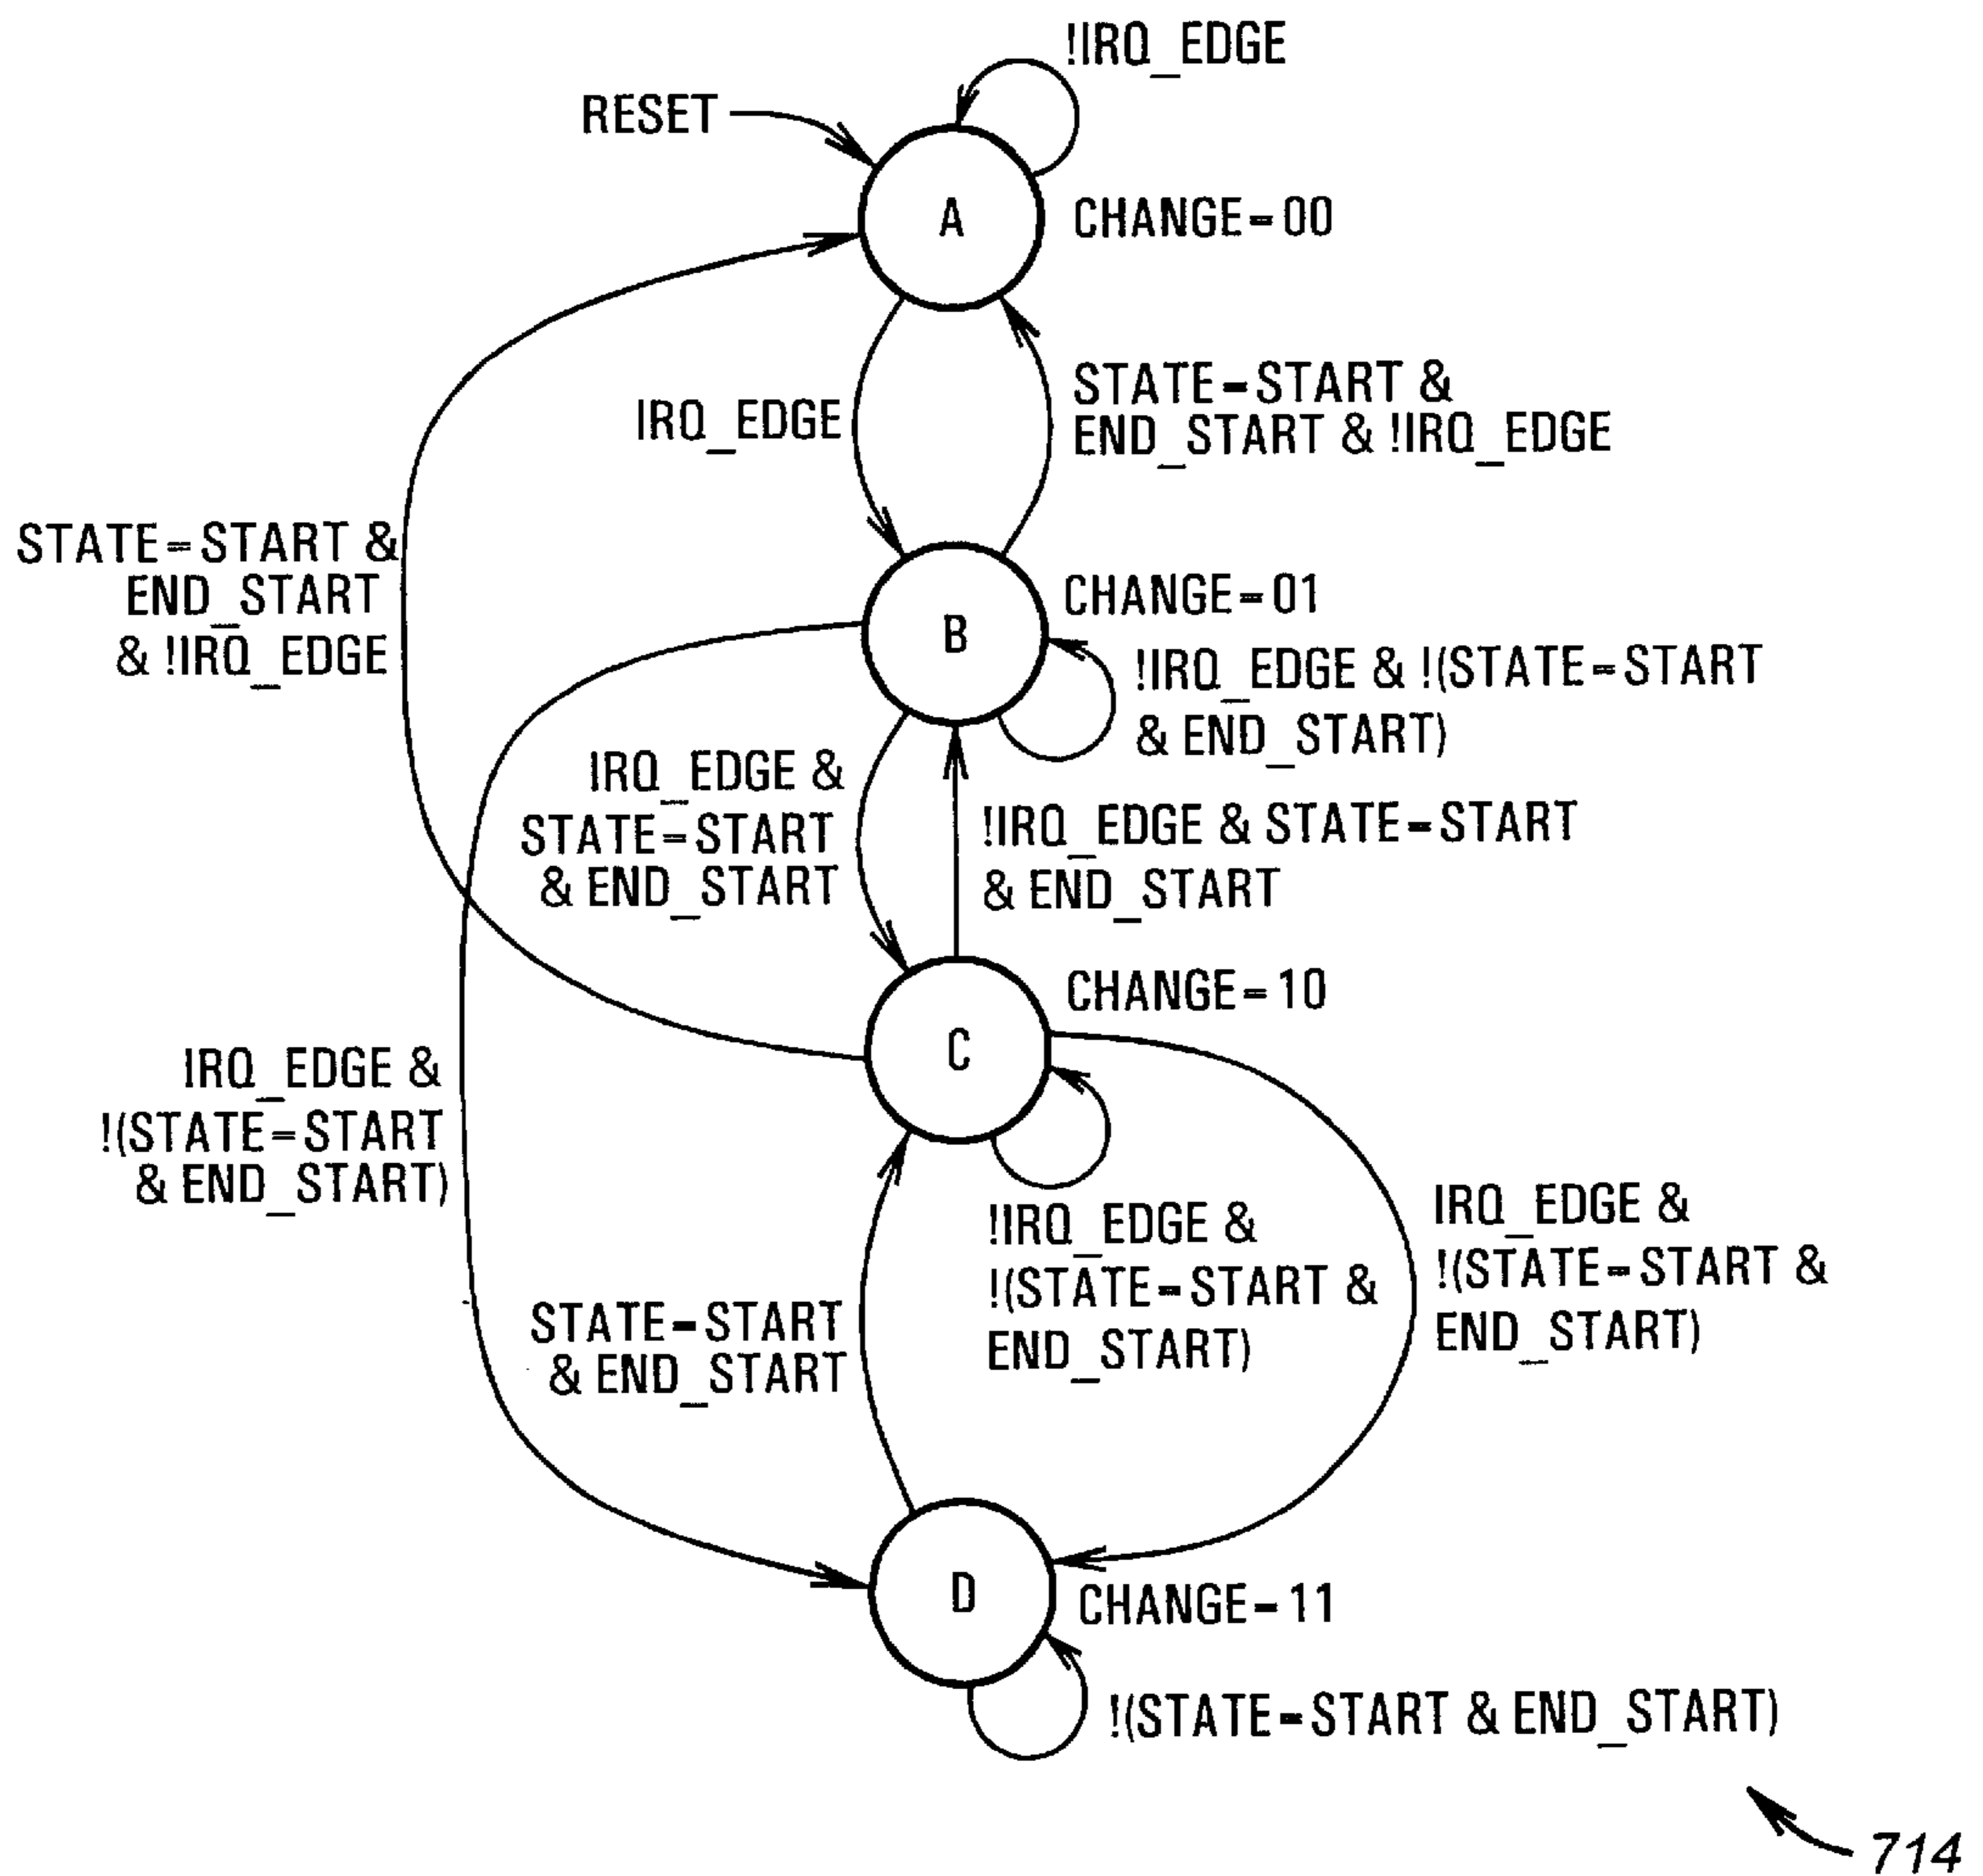 !IRQ_EDGE
RESET
A
CHANGE=00
STATE=START &
END_START & !IRQ_EDGE
IRQ_EDGE
STATE=START &
END_START
& !IRQ_EDGE
CHANGE=01
B
!IRQ_EDGE & !(STATE=START
& END_START)
IRQ_EDGE &
STATE=START
& END_START
!IRQ_EDGE & STATE=START
& END_START
CHANGE=10
C
IRQ_EDGE &
!(STATE=START
& END_START)
!IRQ_EDGE &
!(STATE=START &
END_START)
IRQ_EDGE &
!(STATE=START &
END_START)
STATE=START
& END_START
D
CHANGE=11
!(STATE=START & END_START)
714